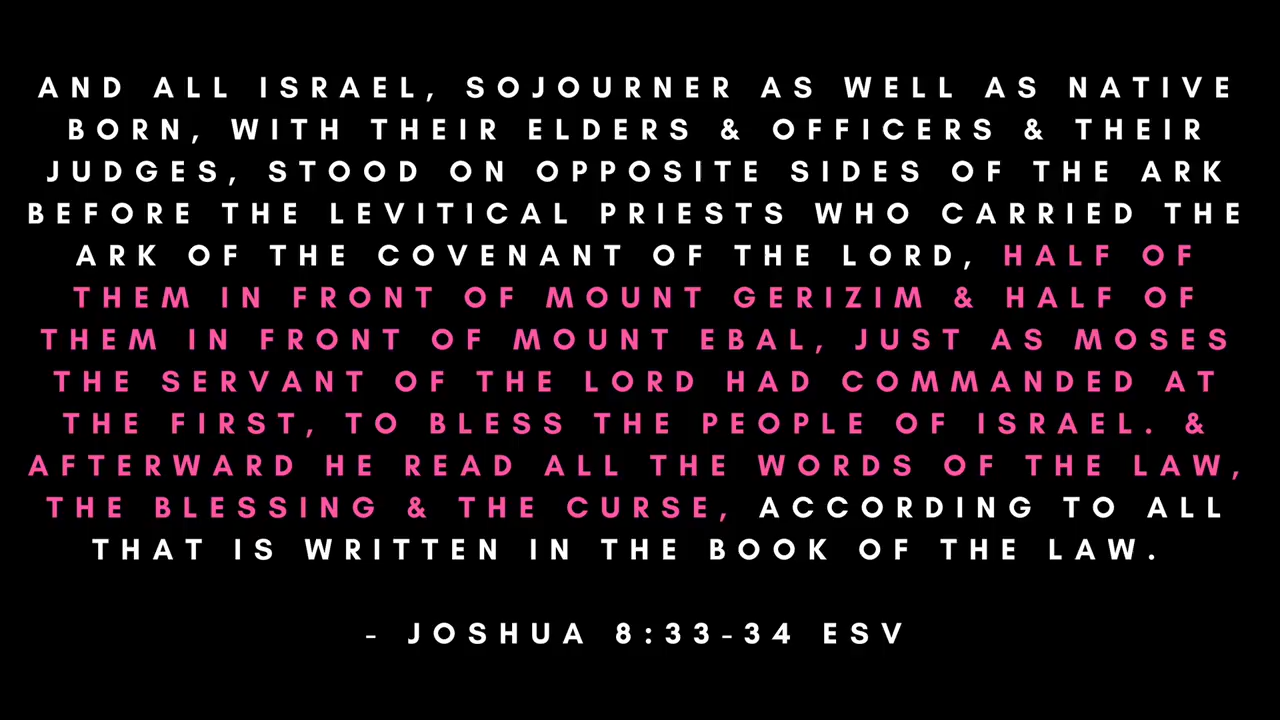 AND ALL ISRAEL, SOJOURNER AS WELL AS NATIVE
BORN, WITH THEIR ELDERS & OFFICERS & THEIR
JUDGES, STOOD ON OPPOSITE SIDES OF THE ARK
BEFORE THE LEVITICAL PRIESTS WHO CARRIED THE
ARK OF THE COVENANT OF THE LORD, HALF OF
THEM IN FRONT OF MOUNT GERIZIM & HALF OF
THEM IN FRONT OF MOUNT EBAL, JUST AS MOSES
THE SERVANT OF THE LORD HAD COMMANDED AT
THE FIRST, TO BLESS THE PEOPLE OF ISRAEL. &
AFTERWARD HE READ ALL THE WORDS OF THE LAW,
THE BLESSING & THE CURSE, ACCORDING TO ALL
THAT IS WRITTEN IN THE BOOK OF THE LAW.
- JOSHUA 8:33-34 ESV